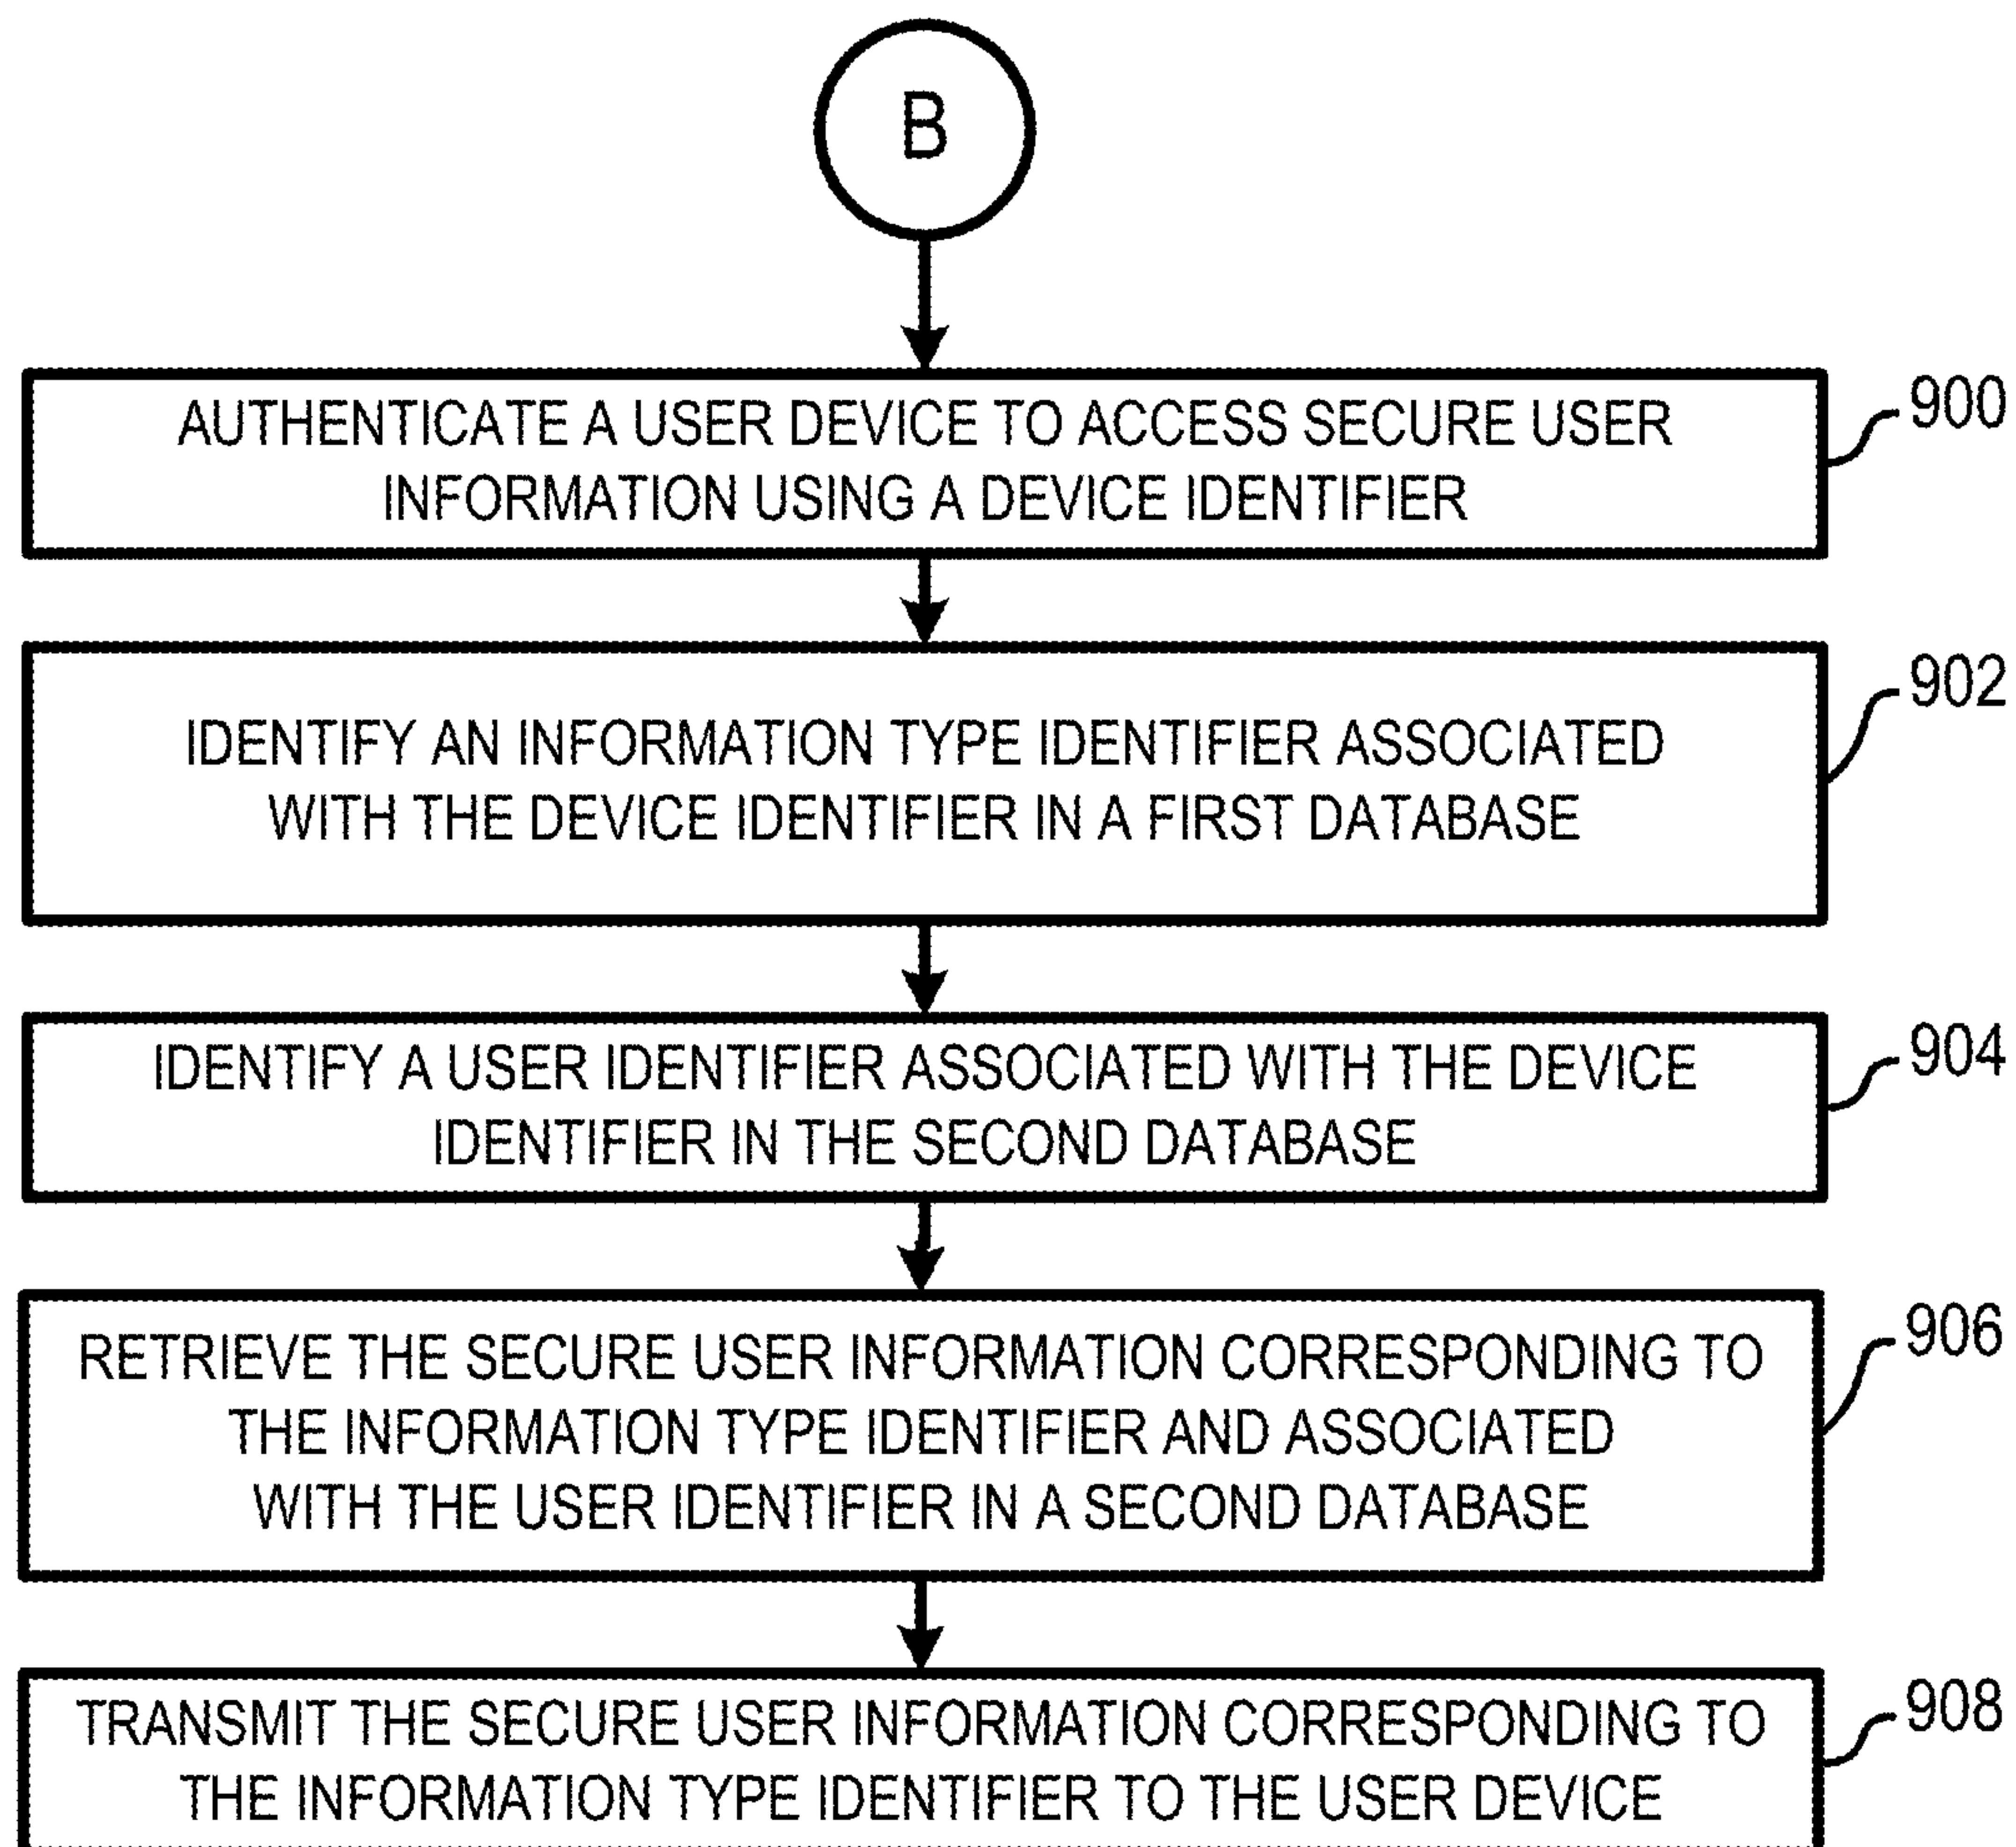 B
AUTHENTICATE A USER DEVICE TO ACCESS SECURE USER
INFORMATION USING A DEVICE IDENTIFIER
900
IDENTIFY AN INFORMATION TYPE IDENTIFIER ASSOCIATED
WITH THE DEVICE IDENTIFIER IN A FIRST DATABASE
902
IDENTIFY A USER IDENTIFIER ASSOCIATED WITH THE DEVICE
IDENTIFIER IN THE SECOND DATABASE
904
RETRIEVE THE SECURE USER INFORMATION CORRESPONDING TO
THE INFORMATION TYPE IDENTIFIER AND ASSOCIATED
WITH THE USER IDENTIFIER IN A SECOND DATABASE
906
TRANSMIT THE SECURE USER INFORMATION CORRESPONDING TO
THE INFORMATION TYPE IDENTIFIER TO THE USER DEVICE
908